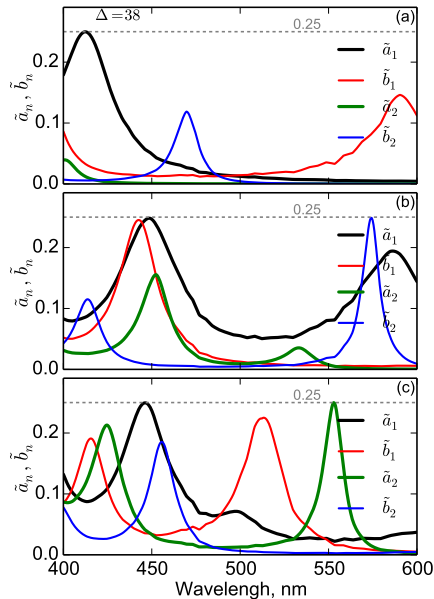 Δ = 38
(a)
0.25
ã₁
0.2
b̃₁
ã₂
0.1
b̃₂
ãₙ, b̃ₙ
0.0
(b)
0.25
ã₁
0.2
b̃₁
ã₂
0.1
b̃₂
ãₙ, b̃ₙ
0.0
(c)
0.25
ã₁
0.2
b̃₁
ã₂
0.1
b̃₂
ãₙ, b̃ₙ
0.0
400 450 500 550 600
Wavelengh, nm